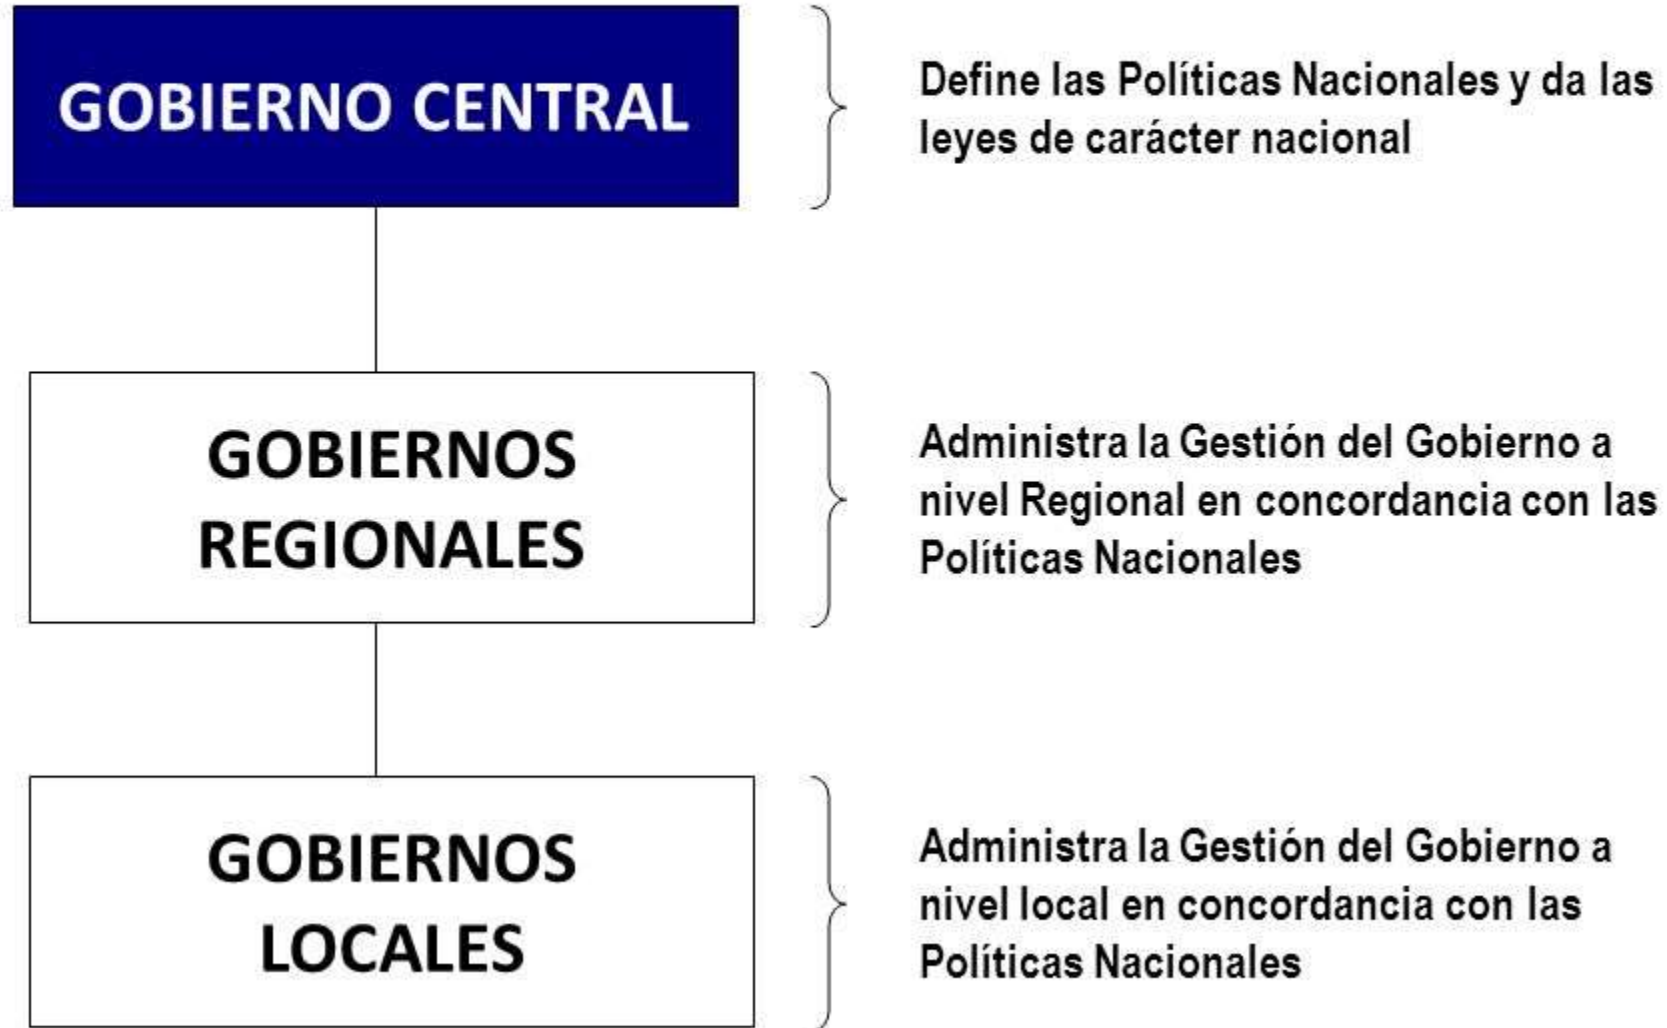 GOBIERNO CENTRAL
Define las Políticas Nacionales y da las
leyes de carácter nacional
GOBIERNOS
REGIONALES
Administra la Gestión del Gobierno a
nivel Regional en concordancia con las
Políticas Nacionales
GOBIERNOS
LOCALES
Administra la Gestión del Gobierno a
nivel local en concordancia con las
Políticas Nacionales